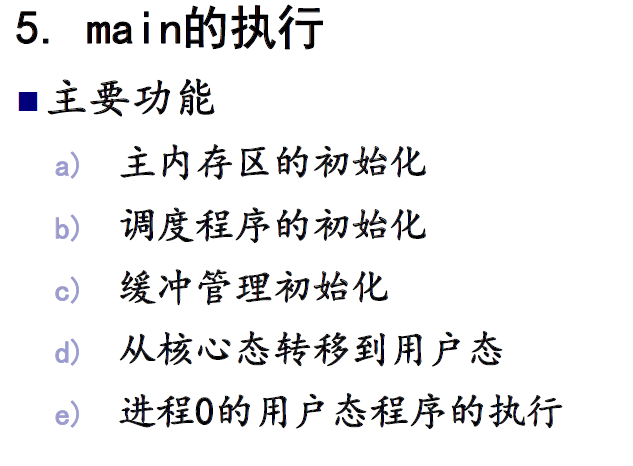 5. main的执行
■主要功能
a) 主内存区的初始化
b) 调度程序的初始化
c) 缓冲管理初始化
d) 从核心态转移到用户态
e) 进程0的用户态程序的执行